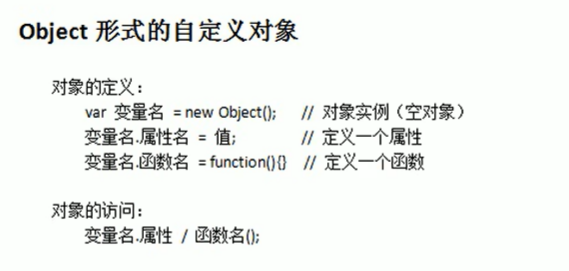 Object 形式的自定义对象
对象的定义：
var 变量名 = new Object(); // 对象实例（空对象）
变量名.属性名 = 值; // 定义一个属性
变量名.函数名 = function(){} // 定义一个函数
对象的访问：
变量名.属性 / 函数名();